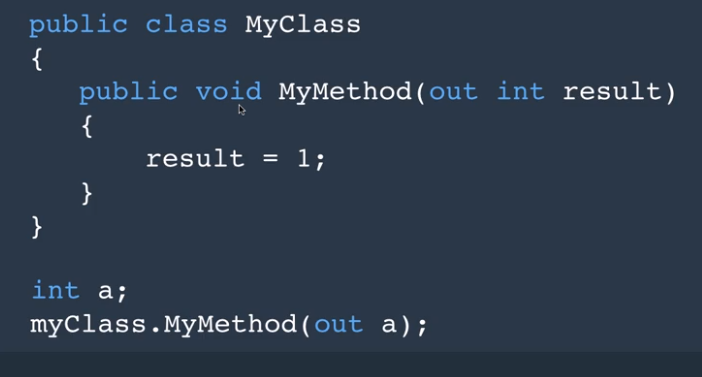 public class MyClass
{
public void MyMethod(out int result)
{
result = 1;
}
}
int a;
myClass.MyMethod(out a);